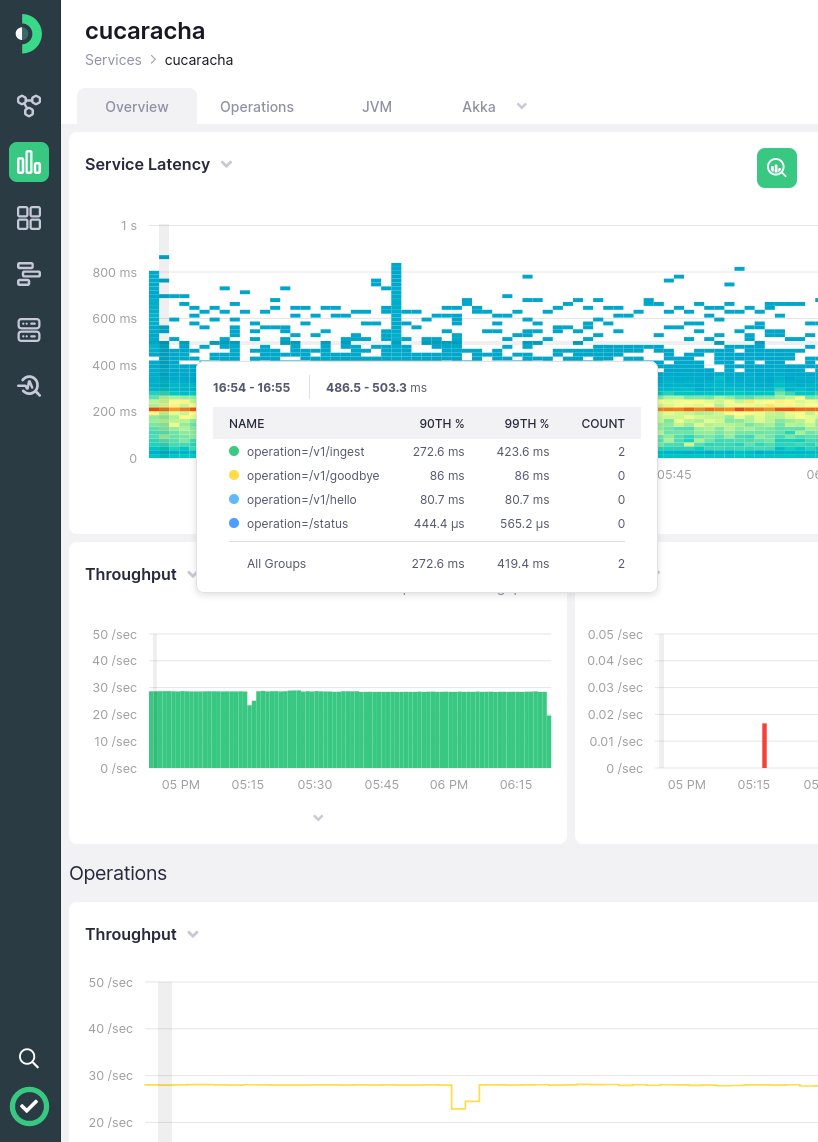 cucaracha
Services > cucaracha
Overview Operations JVM Akka
Service Latency
1 s
800 ms
600 ms
400 ms
200 ms
0
05:45
16:54 - 16:55 486.5 - 503.3 ms
NAME 90TH % 99TH % COUNT
operation=/v1/ingest 272.6 ms 423.6 ms 2
operation=/v1/goodbye 86 ms 86 ms 0
operation=/v1/hello 80.7 ms 80.7 ms 0
operation=/status 444.4 µs 565.2 µs 0
All Groups 272.6 ms 419.4 ms 2
Throughput
50 /sec
40 /sec
30 /sec
20 /sec
10 /sec
0 /sec
05 PM 05:15 05:30 05:45 06 PM 06:15
0.05 /sec
0.04 /sec
0.03 /sec
0.02 /sec
0.01 /sec
0 /sec
05 PM 05:15
Operations
Throughput
50 /sec
40 /sec
30 /sec
20 /sec